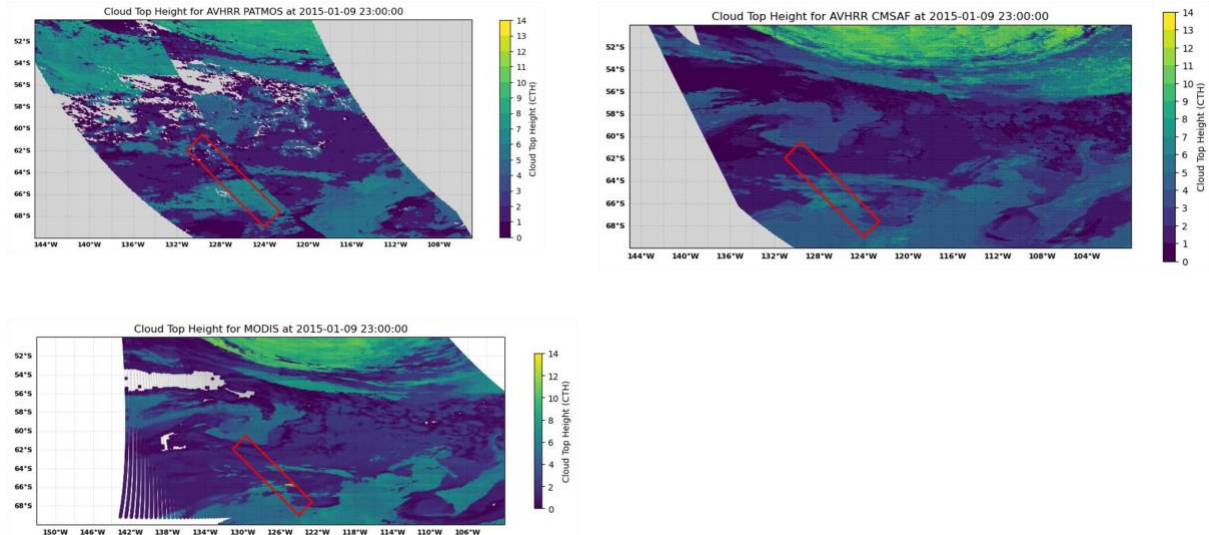 Cloud Top Height for AVHRR PATMOS at 2015-01-09 23:00:00
52°S
54°S
56°S
58°S
60°S
62°S
64°S
66°S
68°S
144°W 140°W 136°W 132°W 128°W 124°W 120°W 116°W 112°W 108°W
14
13
12
11
10
9
8
7
6
5
4
3
2
1
0
Cloud Top Height (CTH)
Cloud Top Height for AVHRR CMSAF at 2015-01-09 23:00:00
52°S
54°S
56°S
58°S
60°S
62°S
64°S
66°S
68°S
144°W 140°W 136°W 132°W 128°W 124°W 120°W 116°W 112°W 108°W 104°W
14
13
12
11
10
9
8
7
6
5
4
3
2
1
0
Cloud Top Height (CTH)
Cloud Top Height for MODIS at 2015-01-09 23:00:00
52°S
54°S
56°S
58°S
60°S
62°S
64°S
66°S
68°S
150°W 146°W 142°W 138°W 134°W 130°W 126°W 122°W 118°W 114°W 110°W 106°W
14
12
10
8
6
4
2
0
Cloud Top Height (CTH)